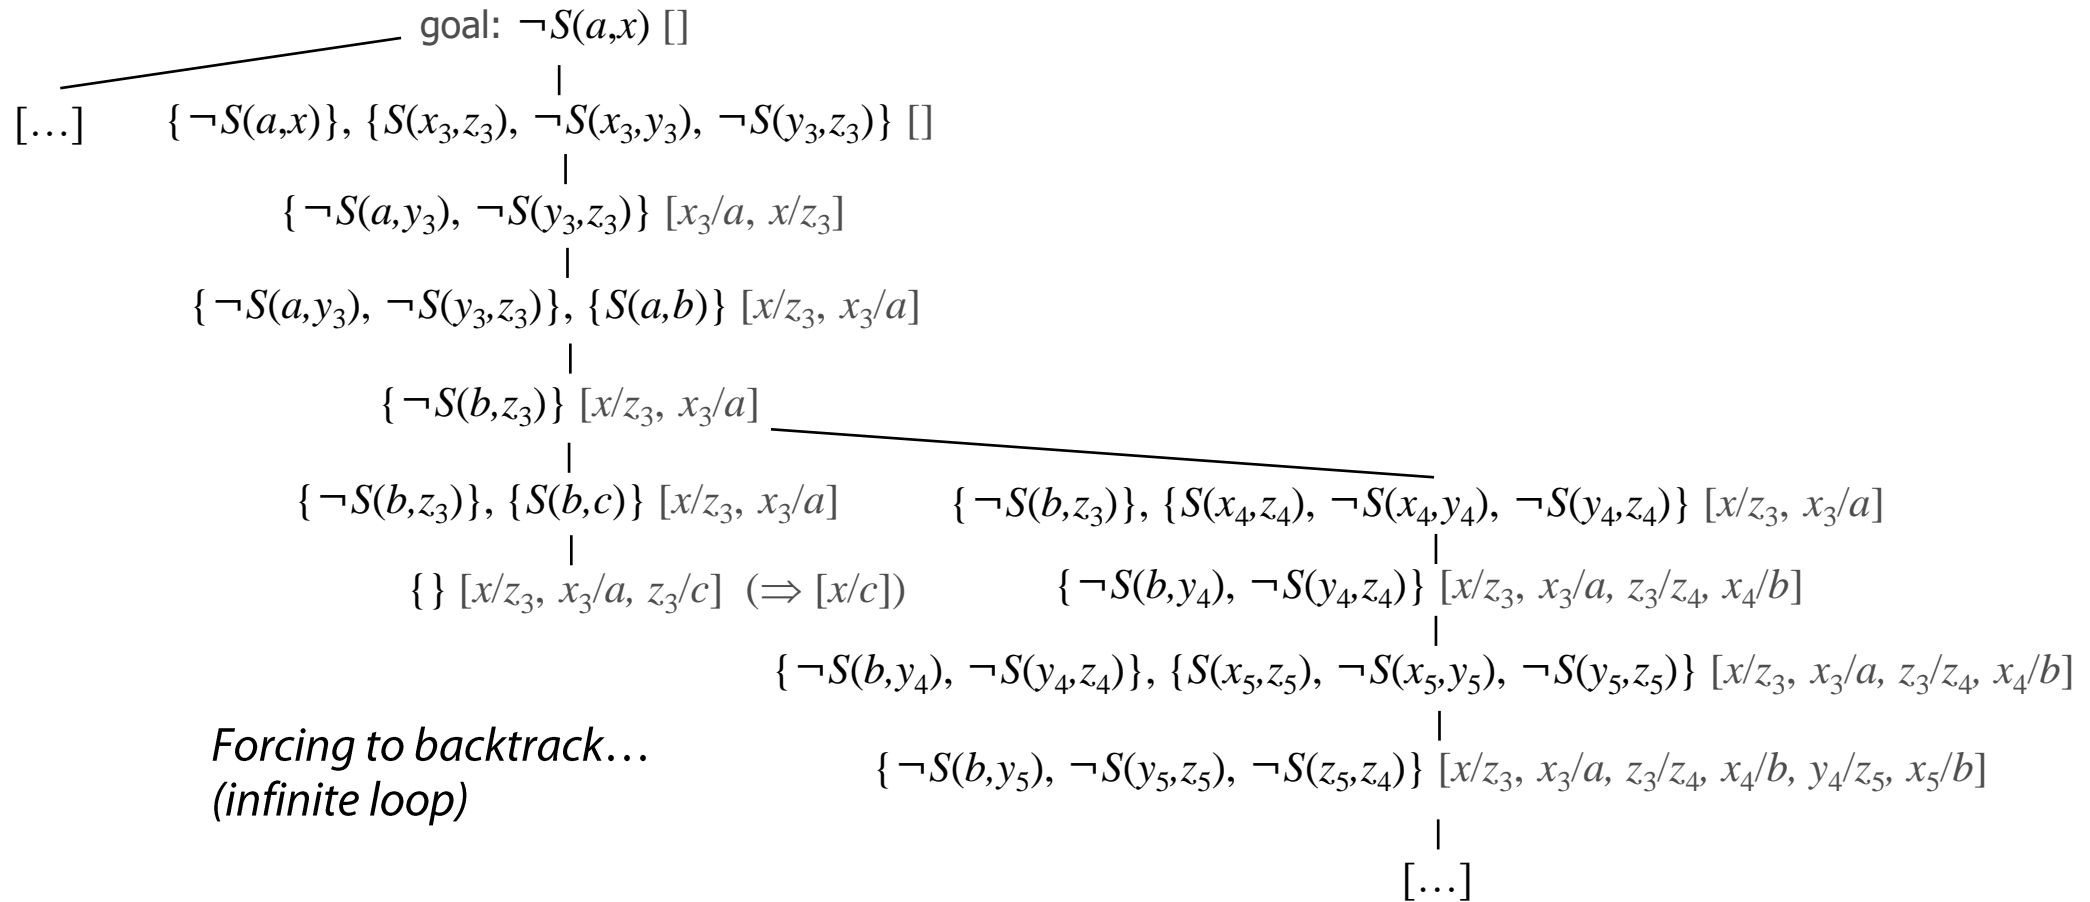 goal: ¬S(a,x) []
[…] {¬S(a,x)}, {S(x₃,z₃), ¬S(x₃,y₃), ¬S(y₃,z₃)} []
{¬S(a,y₃), ¬S(y₃,z₃)} [x₃/a, x/z₃]
{¬S(a,y₃), ¬S(y₃,z₃)}, {S(a,b)} [x/z₃, x₃/a]
{¬S(b,z₃)} [x/z₃, x₃/a]
{¬S(b,z₃)}, {S(b,c)} [x/z₃, x₃/a]
{} [x/z₃, x₃/a, z₃/c] (⇒ [x/c])
{¬S(b,z₃)}, {S(x₄,z₄), ¬S(x₄,y₄), ¬S(y₄,z₄)} [x/z₃, x₃/a]
{¬S(b,y₄), ¬S(y₄,z₄)} [x/z₃, x₃/a, z₃/z₄, x₄/b]
{¬S(b,y₄), ¬S(y₄,z₄)}, {S(x₅,z₅), ¬S(x₅,y₅), ¬S(y₅,z₅)} [x/z₃, x₃/a, z₃/z₄, x₄/b]
{¬S(b,y₅), ¬S(y₅,z₅), ¬S(z₅,z₄)} [x/z₃, x₃/a, z₃/z₄, x₄/b, y₄/z₅, x₅/b]
[…]
Forcing to backtrack…
(infinite loop)